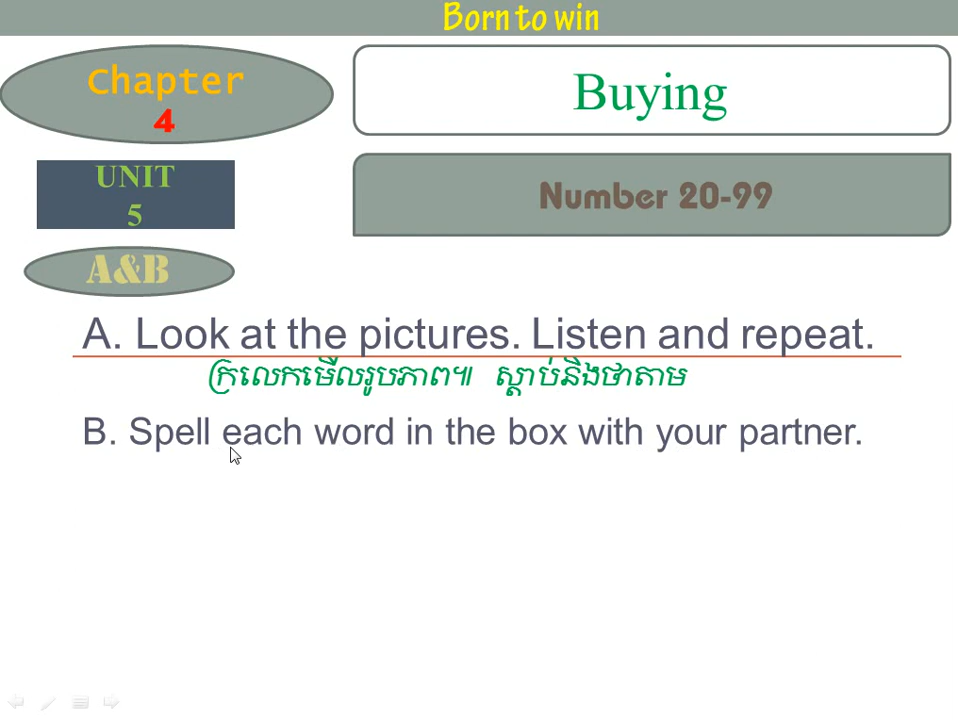 Born to win
Chapter
4
Buying
UNIT
5
Number 20-99
A&B
A. Look at the pictures. Listen and repeat.
ក្រលេកមើលរូបភាព៕ ស្តាប់និងថាតាម
B. Spell each word in the box with your partner.